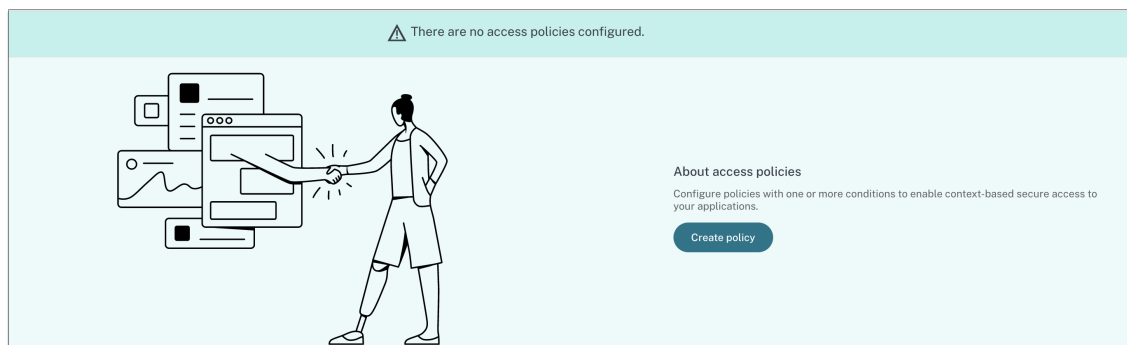 There are no access policies configured.
About access policies
Configure policies with one or more conditions to enable context-based secure access to
your applications.
Create policy